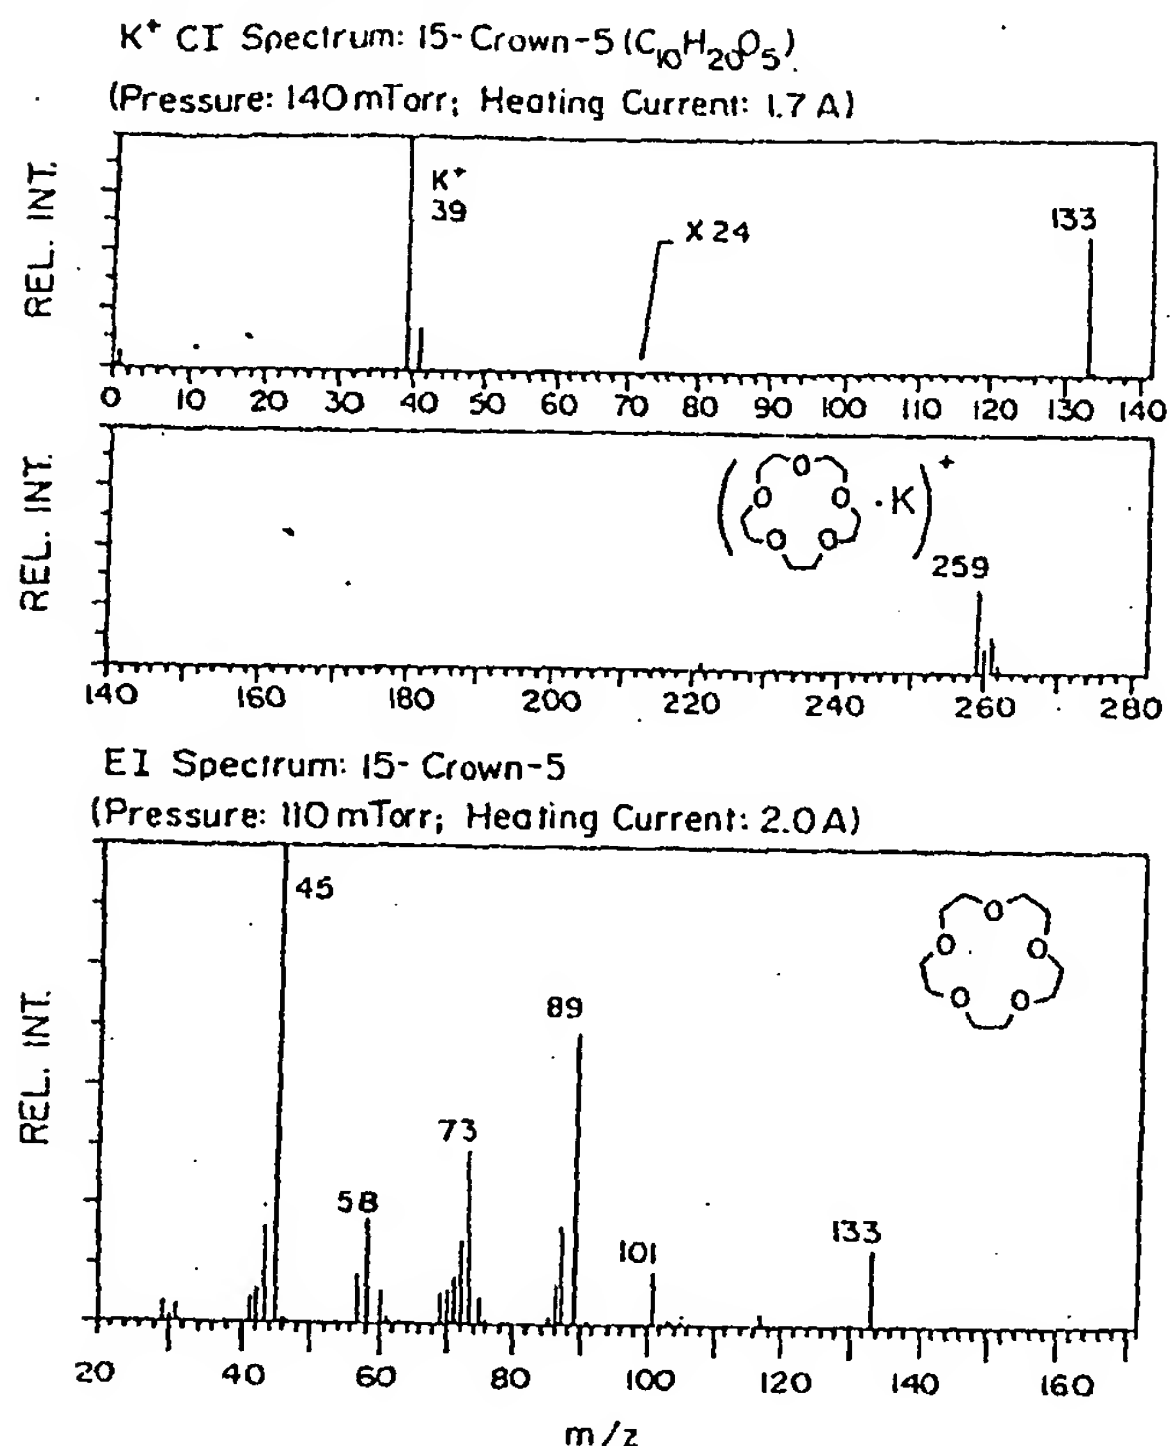 K⁺ CI Spectrum: 15-Crown-5 (C₁₀H₂₀O₅)
(Pressure: 140 mTorr; Heating Current: 1.7 A)
REL. INT.
K⁺
39
X 24
133
0 10 20 30 40 50 60 70 80 90 100 110 120 130 140
REL. INT.
O
O O
O O
· K
+
259
140 160 180 200 220 240 260 280
EI Spectrum: 15-Crown-5
(Pressure: 110 mTorr; Heating Current: 2.0 A)
REL. INT.
45
58
73
89
101
133
O
O O
O O
20 40 60 80 100 120 140 160
m/z